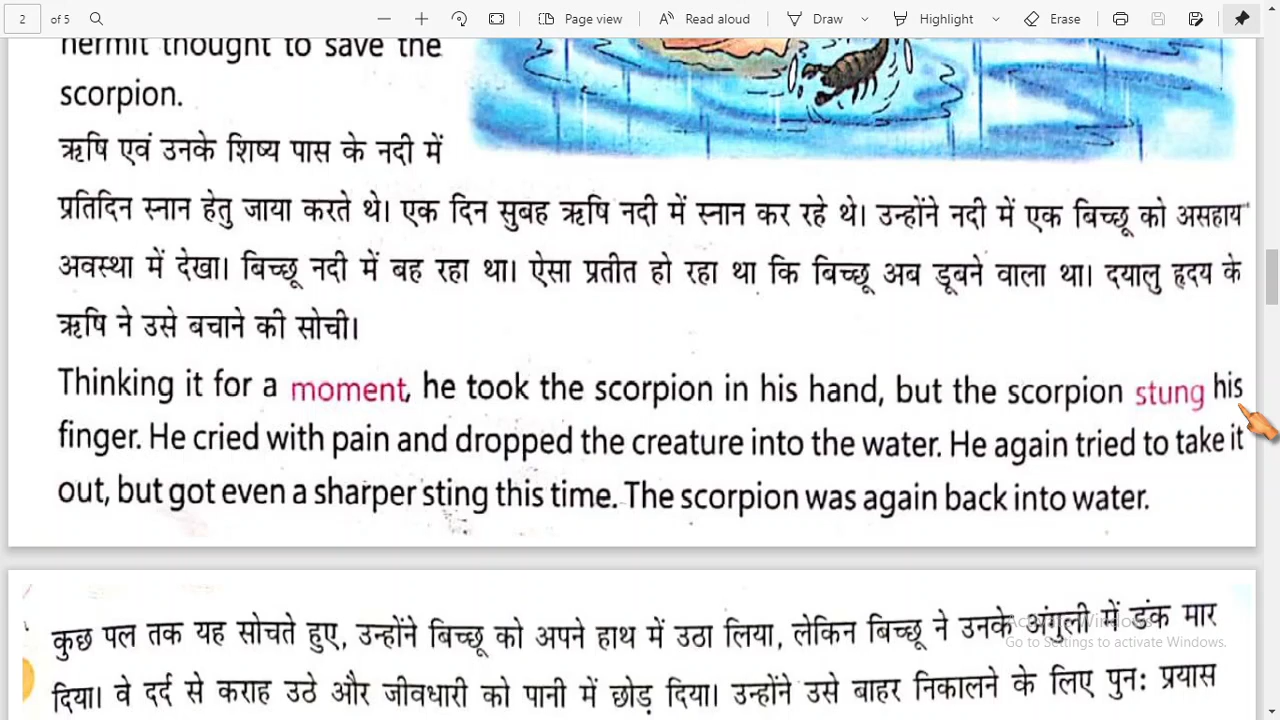 2 of 5 Page view Read aloud Draw Highlight Erase
hermit thought to save the
scorpion.
ऋषि एवं उनके शिष्य पास के नदी में
प्रतिदिन स्नान हेतु जाया करते थे। एक दिन सुबह ऋषि नदी में स्नान कर रहे थे। उन्होंने नदी में एक बिच्छू को असहाय
अवस्था में देखा। बिच्छू नदी में बह रहा था। ऐसा प्रतीत हो रहा था कि बिच्छू अब डूबने वाला था। दयालु हृदय के
ऋषि ने उसे बचाने की सोची।
Thinking it for a moment, he took the scorpion in his hand, but the scorpion stung his
finger. He cried with pain and dropped the creature into the water. He again tried to take it
out, but got even a sharper sting this time. The scorpion was again back into water.
कुछ पल तक यह सोचते हुए, उन्होंने बिच्छू को अपने हाथ में उठा लिया, लेकिन बिच्छू ने उनके अंगुली में डंक मार
दिया। वे दर्द से कराह उठे और जीवधारी को पानी में छोड़ दिया। उन्होंने उसे बाहर निकालने के लिए पुनः प्रयास
Activate Windows
Go to Settings to activate Windows.